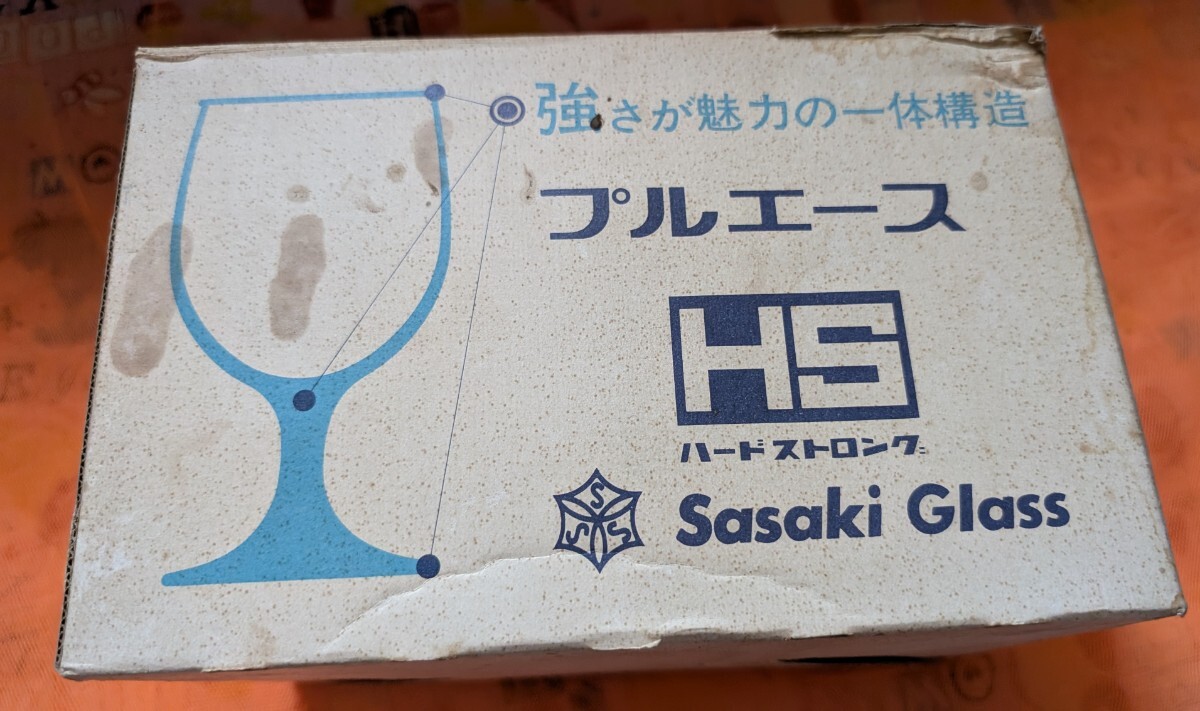 強さが魅力の一体構造
プルエース
HS
ハードストロング
SSS
Sasaki Glass